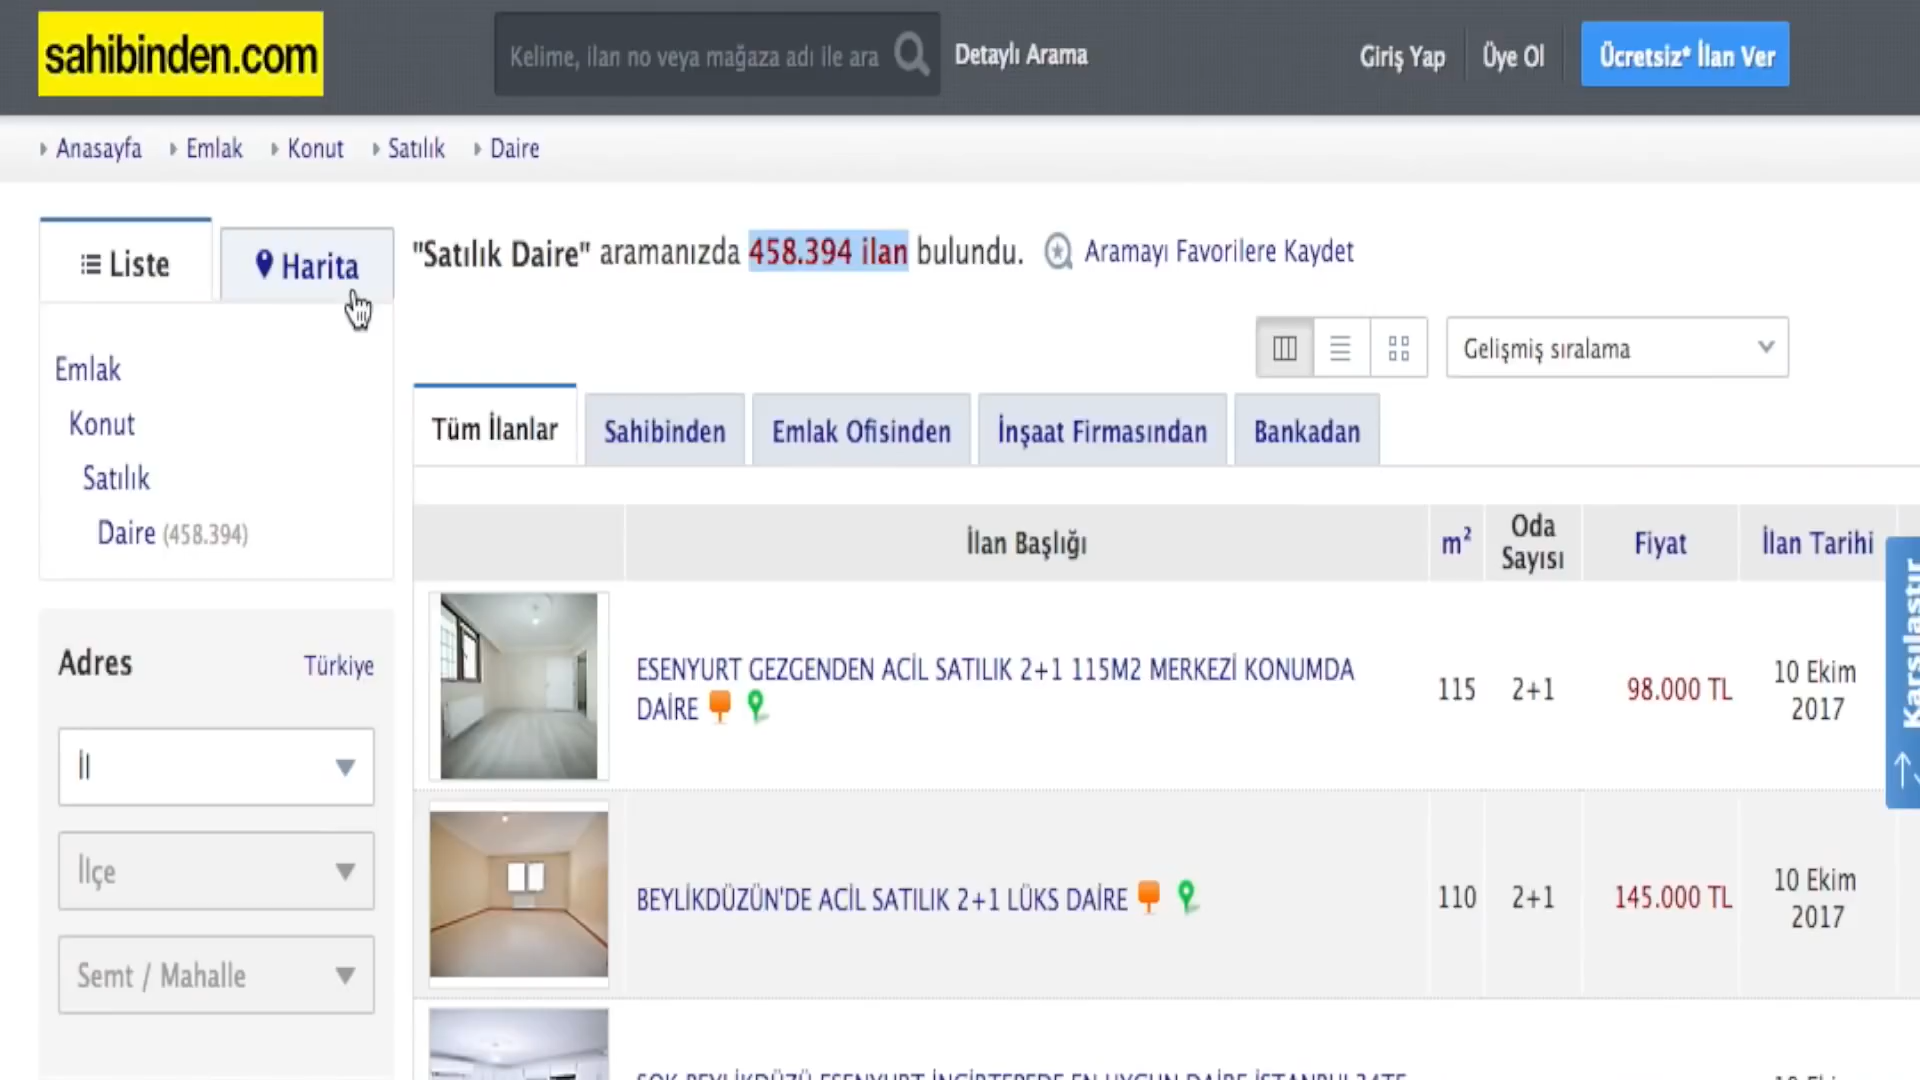 sahibinden.com
Kelime, ilan no veya mağaza adı ile ara
Detaylı Arama
Giriş Yap
Üye Ol
Ücretsiz* İlan Ver
Anasayfa
Emlak
Konut
Satılık
Daire
Liste
Harita
"Satılık Daire" aramanızda 458.394 ilan bulundu.
Aramayı Favorilere Kaydet
Gelişmiş sıralama
Emlak
Konut
Satılık
Daire (458.394)
Tüm İlanlar
Sahibinden
Emlak Ofisinden
İnşaat Firmasından
Bankadan
İlan Başlığı
m²
Oda
Sayısı
Fiyat
İlan Tarihi
Adres
Türkiye
İl
İlçe
Semt / Mahalle
ESENYURT GEZGENDEN ACİL SATILIK 2+1 115M2 MERKEZİ KONUMDA
DAİRE
115
2+1
98.000 TL
10 Ekim
2017
BEYLİKDÜZÜN'DE ACİL SATILIK 2+1 LÜKS DAİRE
110
2+1
145.000 TL
10 Ekim
2017
Karşılaştır